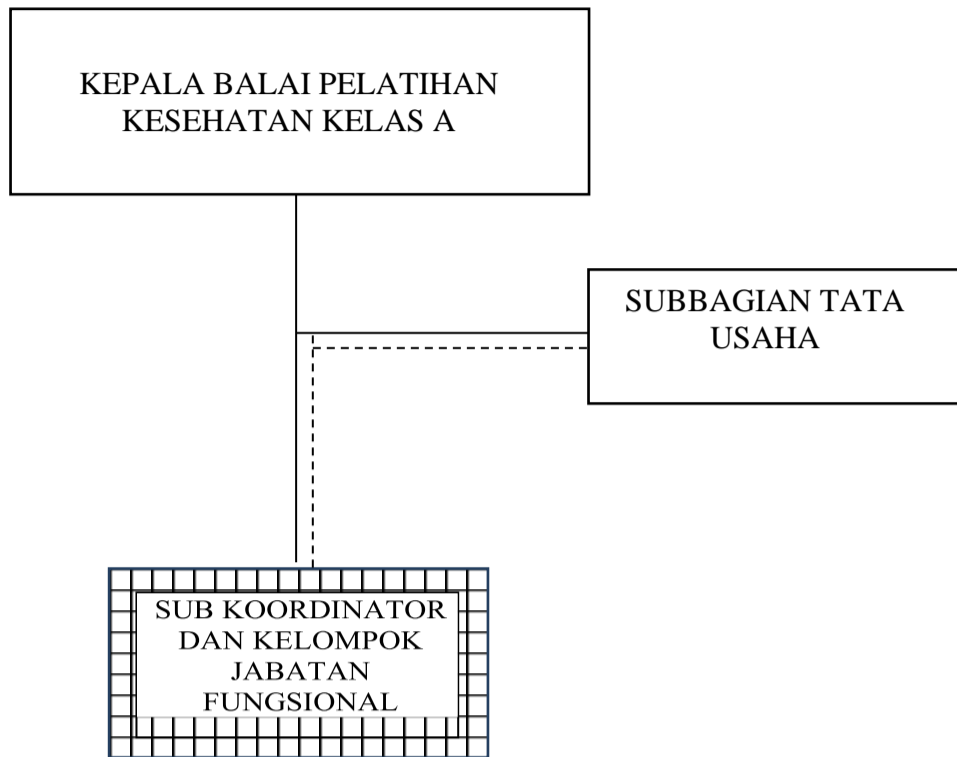 KEPALA BALAI PELATIHAN
KESEHATAN KELAS A
SUBBAGIAN TATA
USAHA
SUB KOORDINATOR
DAN KELOMPOK
JABATAN
FUNGSIONAL